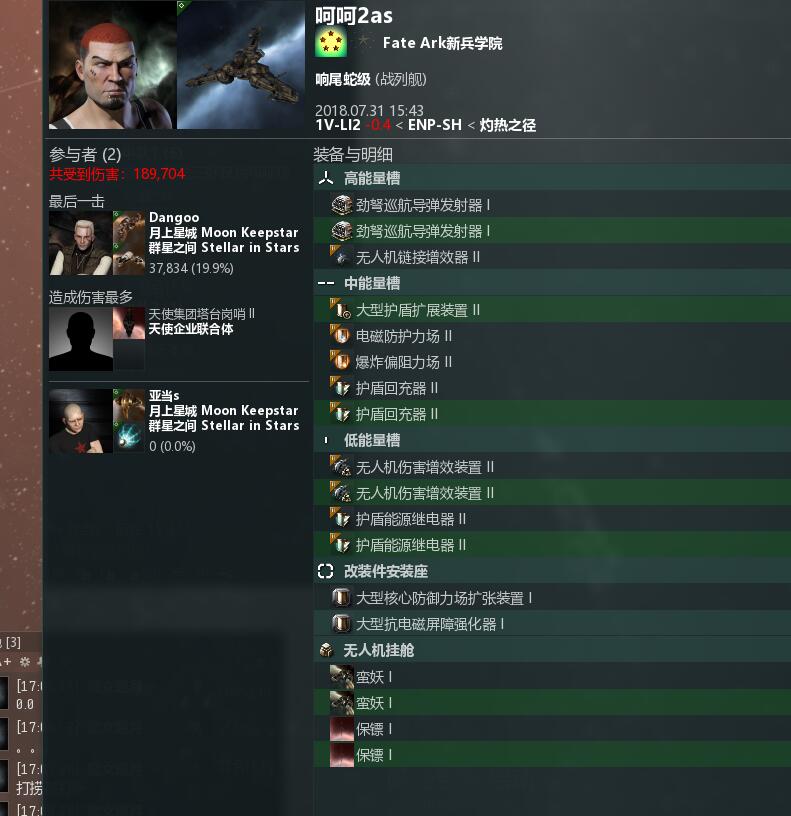 呵呵2as
Fate Ark新兵学院
响尾蛇级 (战列舰)
2018.07.31 15:43
1V-LI2 -0.4 < ENP-SH < 灼热之径
参与者 (2)
共受到伤害：189,704
最后一击
Dangoo
月上星城 Moon Keepstar
群星之间 Stellar in Stars
37,834 (19.9%)
造成伤害最多
天使集团塔台岗哨 II
天使企业联合体
亚当s
月上星城 Moon Keepstar
群星之间 Stellar in Stars
0 (0.0%)
装备与明细
高能量槽
劲弩巡航导弹发射器 I
劲弩巡航导弹发射器 I
无人机链接增效器 II
中能量槽
大型护盾扩展装置 II
电磁防护力场 II
爆炸偏阻力场 II
护盾回充器 II
护盾回充器 II
低能量槽
无人机伤害增效装置 II
无人机伤害增效装置 II
护盾能源继电器 II
护盾能源继电器 II
改装件安装座
大型核心防御力场扩张装置 I
大型抗电磁屏障强化器 I
无人机挂舱
蛮妖 I
蛮妖 I
保镖 I
保镖 I
[3]
[17:0
0.0
[17:
。。
[17:
打捞
[17: